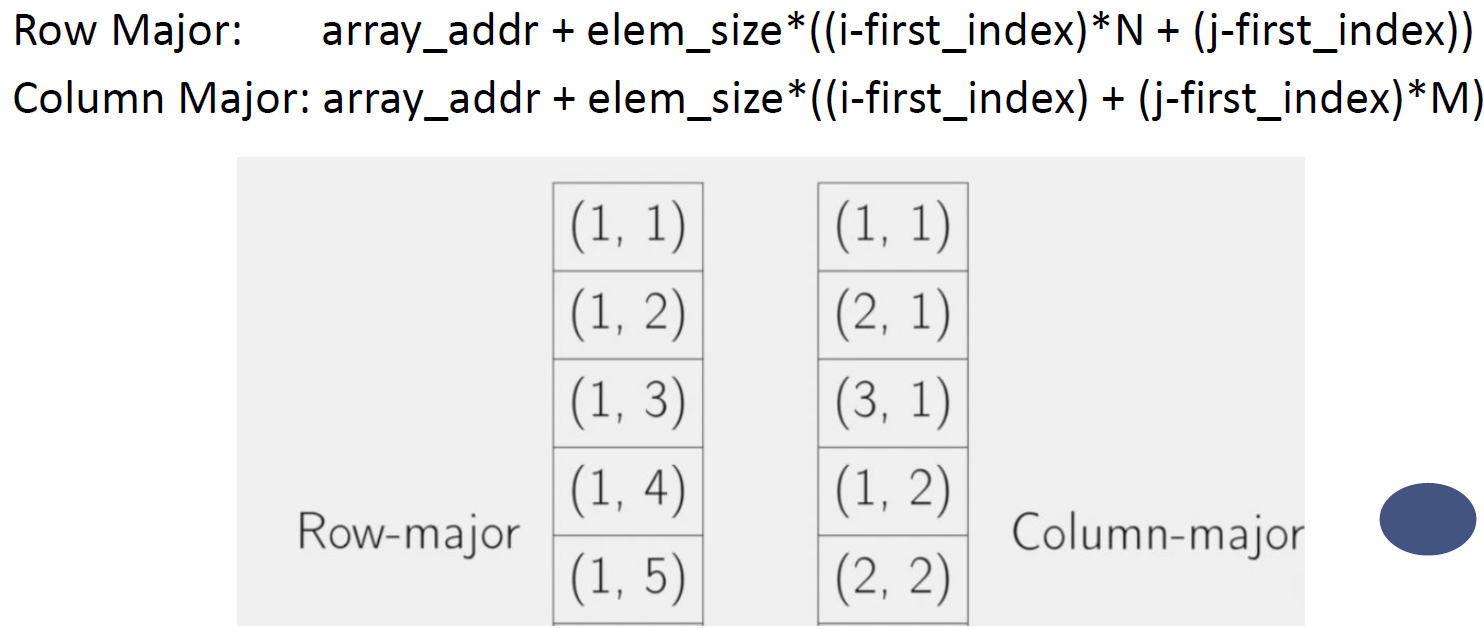 Row Major: array_addr + elem_size*((i-first_index)*N + (j-first_index))
Column Major: array_addr + elem_size*((i-first_index) + (j-first_index)*M)
(1, 1) (1, 1)
(1, 2) (2, 1)
(1, 3) (3, 1)
(1, 4) (1, 2)
Row-major Column-major
(1, 5) (2, 2)